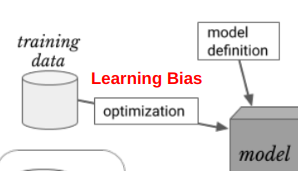 model
definition
training
data
Learning Bias
optimization
model